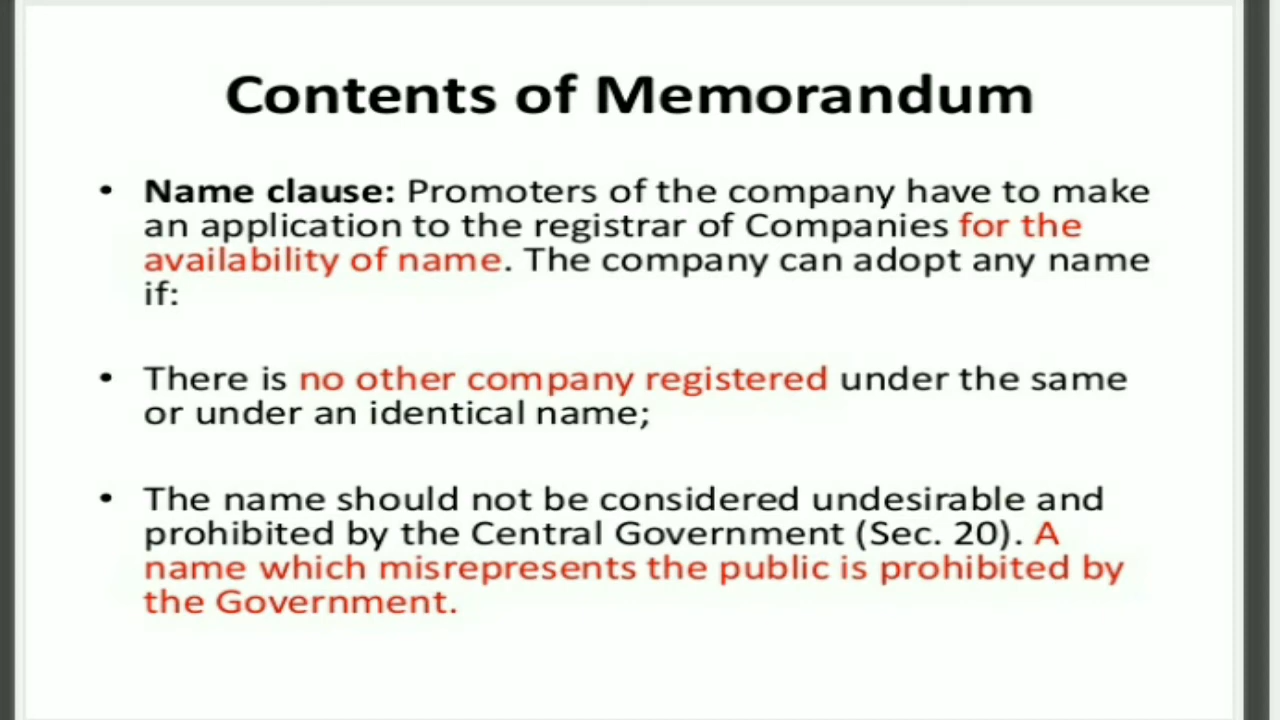 Contents of Memorandum
• Name clause: Promoters of the company have to make
an application to the registrar of Companies for the
availability of name. The company can adopt any name
if:
• There is no other company registered under the same
or under an identical name;
• The name should not be considered undesirable and
prohibited by the Central Government (Sec. 20). A
name which misrepresents the public is prohibited by
the Government.